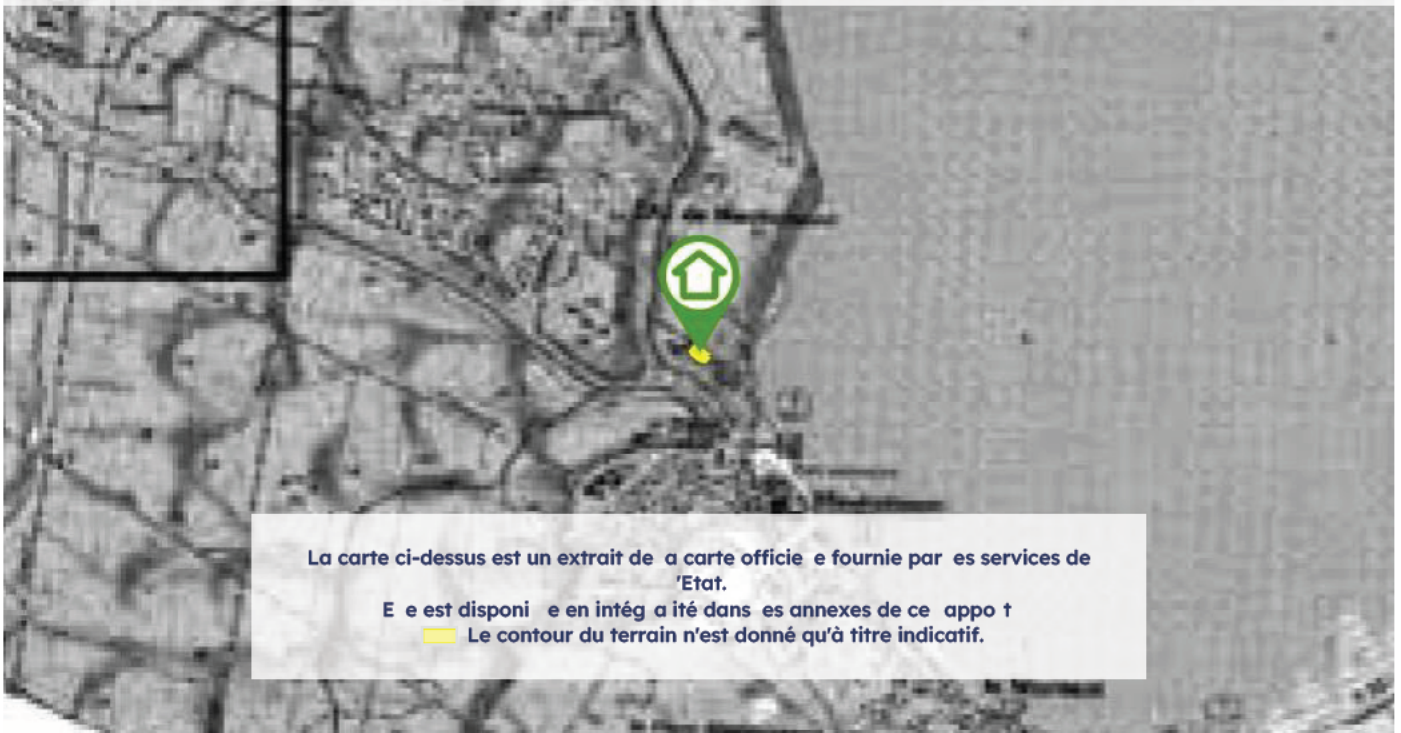 La carte ci-dessus est un extrait de a carte officie e fournie par es services de
'Etat.
E e est disponi e en intég a ité dans es annexes de ce appo t
Le contour du terrain n'est donné qu'à titre indicatif.